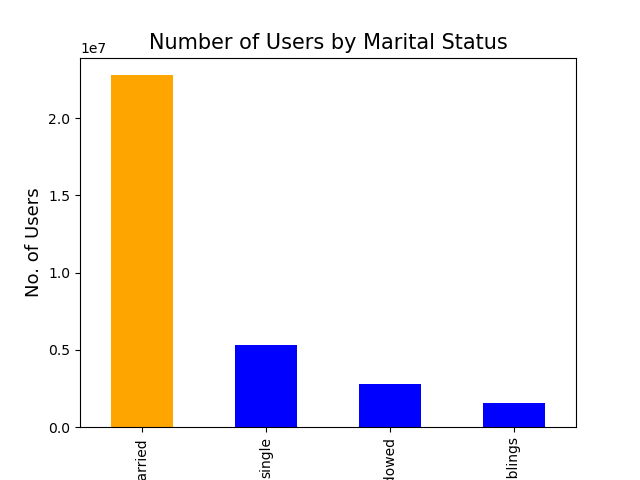 Number of Users by Marital Status
1e7
No. of Users
2.0
1.5
1.0
0.5
0.0
arried
single
dowed
blings